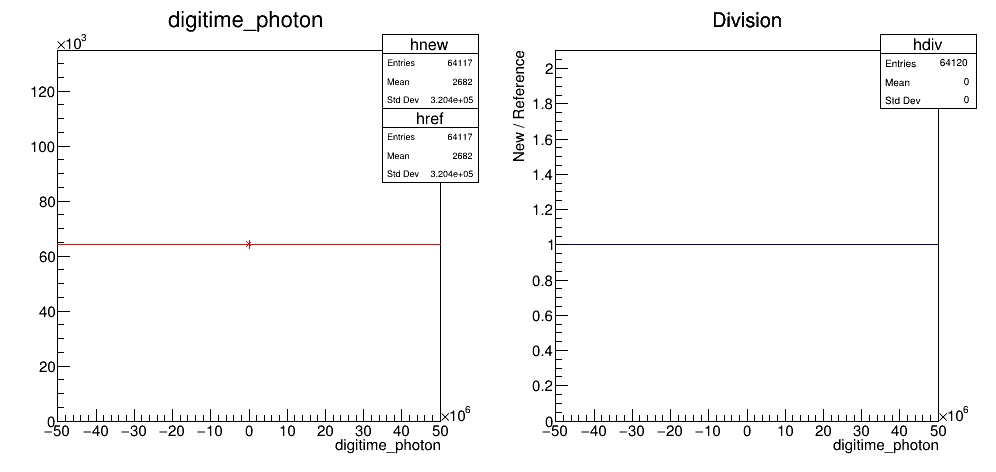 digitime_photon
×10³
hnew
Entries 64117
Mean 2682
Std Dev 3.204e+05
href
Entries 64117
Mean 2682
Std Dev 3.204e+05
120
100
80
60
40
20
0
−50 −40 −30 −20 −10 0 10 20 30 40 50
×10⁶
digitime_photon
Division
hdiv
Entries 64120
Mean 0
Std Dev 0
New / Reference
2
1.8
1.6
1.4
1.2
1
0.8
0.6
0.4
0.2
0
−50 −40 −30 −20 −10 0 10 20 30 40 50
×10⁶
digitime_photon